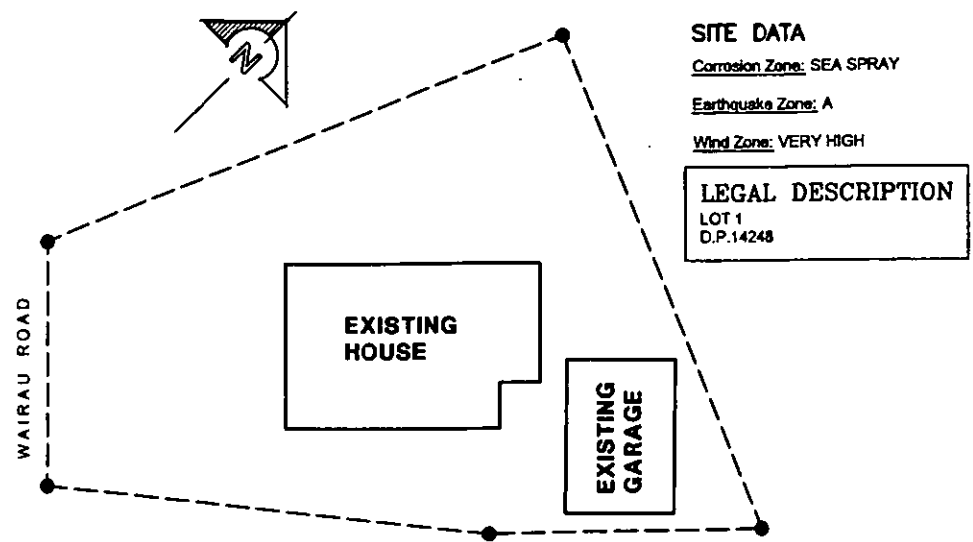 N
SITE DATA
Corrosion Zone: SEA SPRAY
Earthquake Zone: A
Wind Zone: VERY HIGH
LEGAL DESCRIPTION
LOT 1
D.P.14248
WAIRAU ROAD
EXISTING
HOUSE
EXISTING
GARAGE